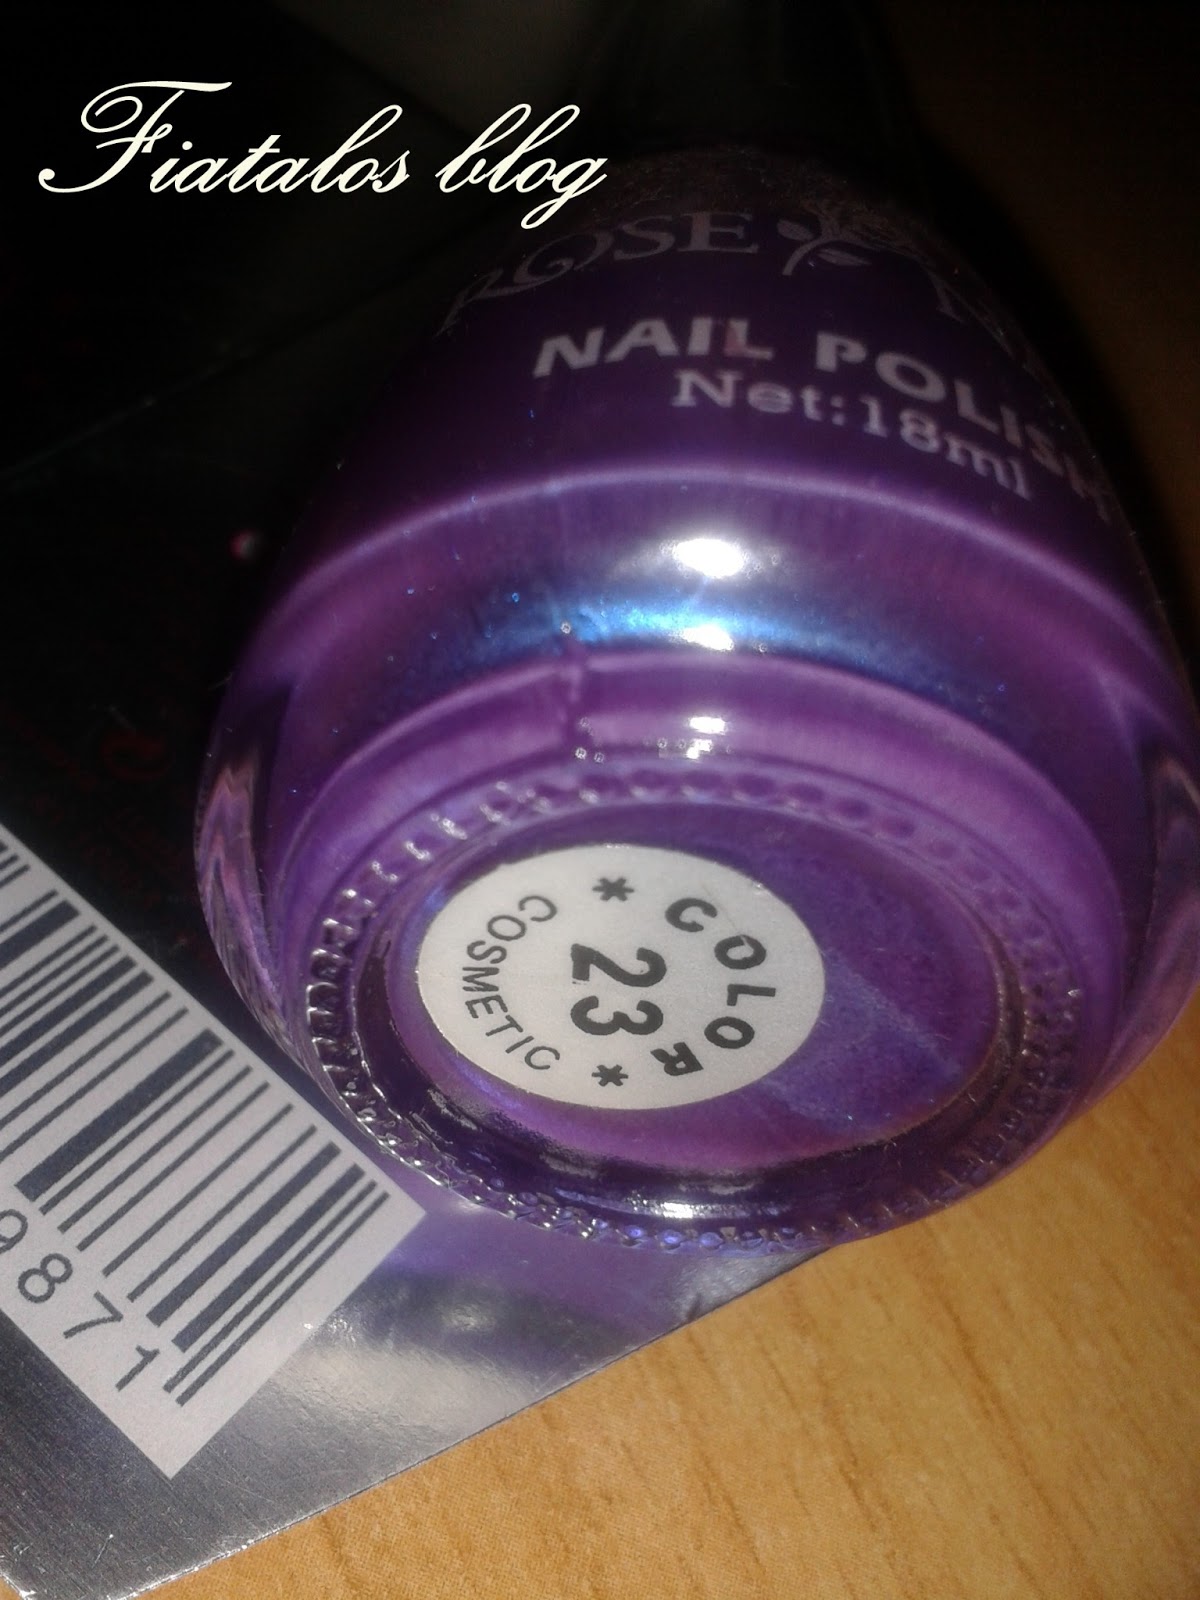 Fiatalos blog
ROSE
NAIL POLISH
Net:18ml
* COLOR *
23
COSMETIC
9871